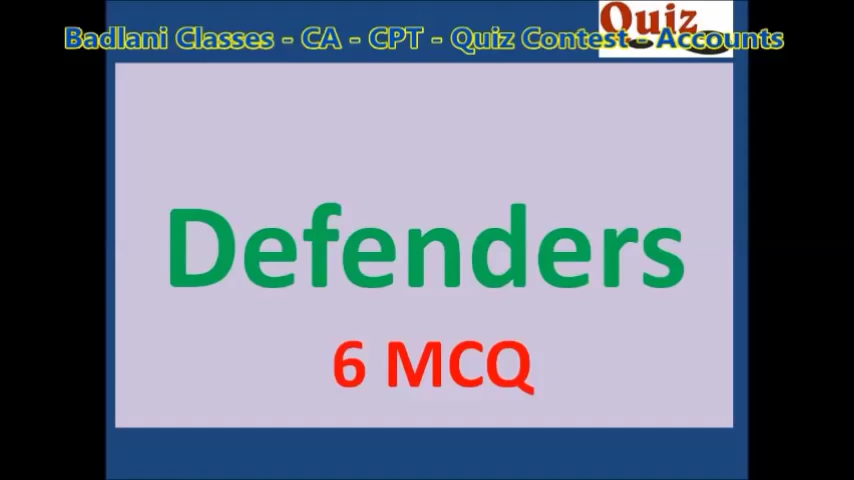 Quiz
Badlani Classes - CA - CPT - Quiz Contest - Accounts
Defenders
6 MCQ